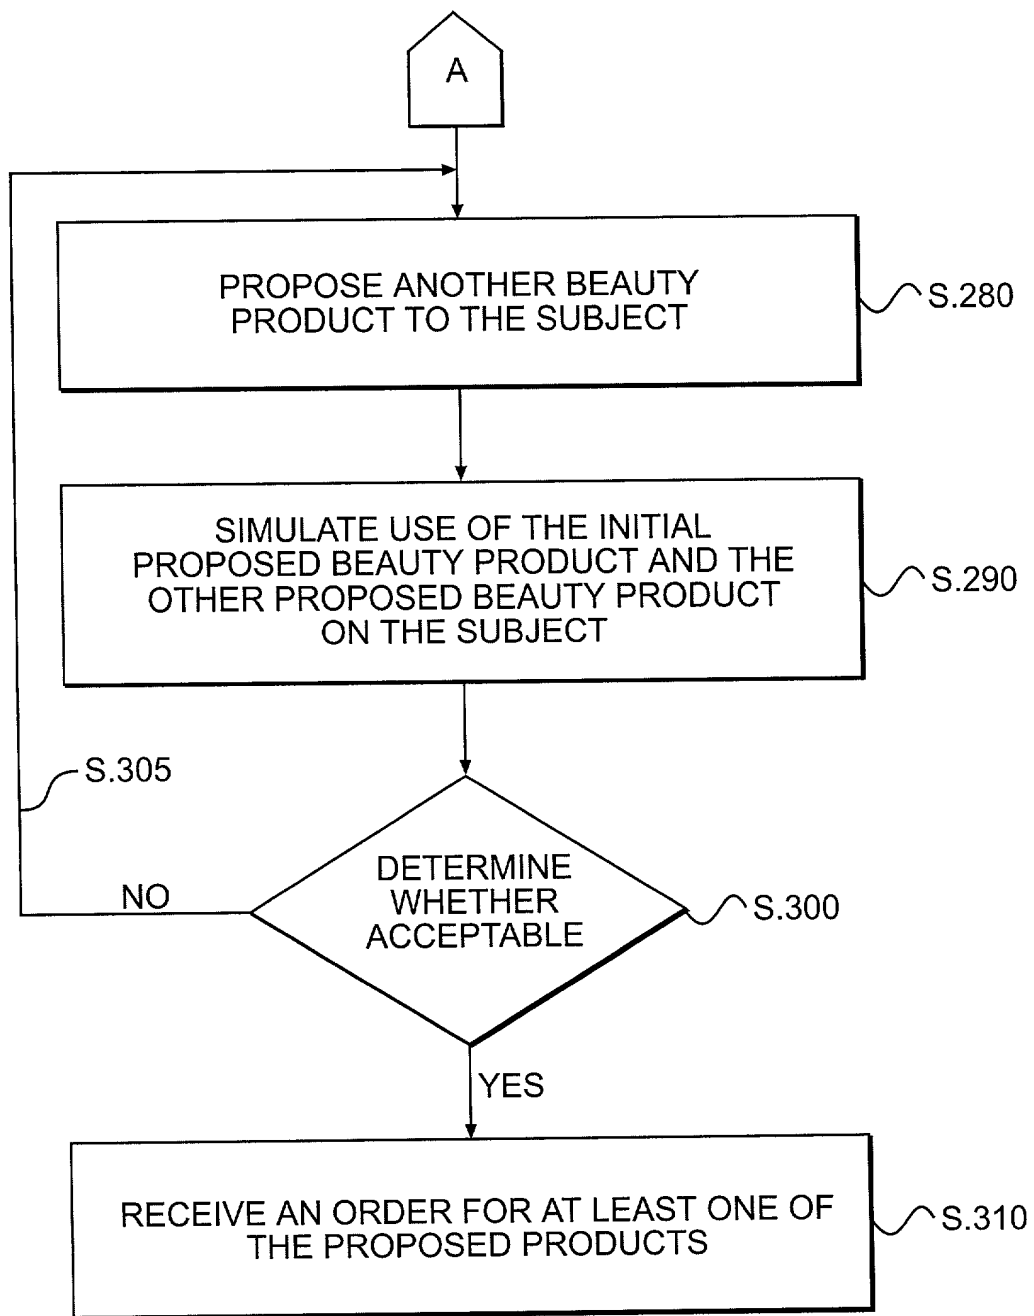 A
PROPOSE ANOTHER BEAUTY
PRODUCT TO THE SUBJECT
S.280
SIMULATE USE OF THE INITIAL
PROPOSED BEAUTY PRODUCT AND THE
OTHER PROPOSED BEAUTY PRODUCT
ON THE SUBJECT
S.290
S.305
DETERMINE
WHETHER
ACCEPTABLE
NO
S.300
YES
RECEIVE AN ORDER FOR AT LEAST ONE OF
THE PROPOSED PRODUCTS
S.310